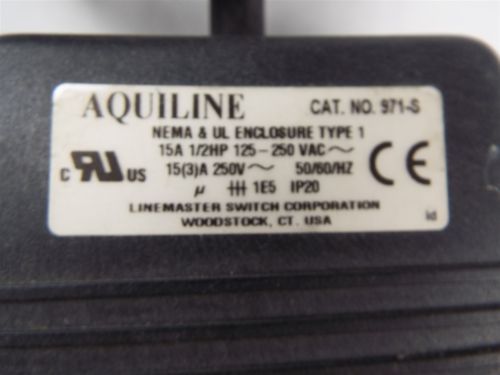 AQUILINE CAT. NO. 971-S
NEMA & UL ENCLOSURE TYPE 1
15A 1/2HP 125-250 VAC ~
15(3)A 250V ~ 50/60/HZ
c RU US CE
µ 1E5 IP20
LINEMASTER SWITCH CORPORATION
WOODSTOCK, CT. USA